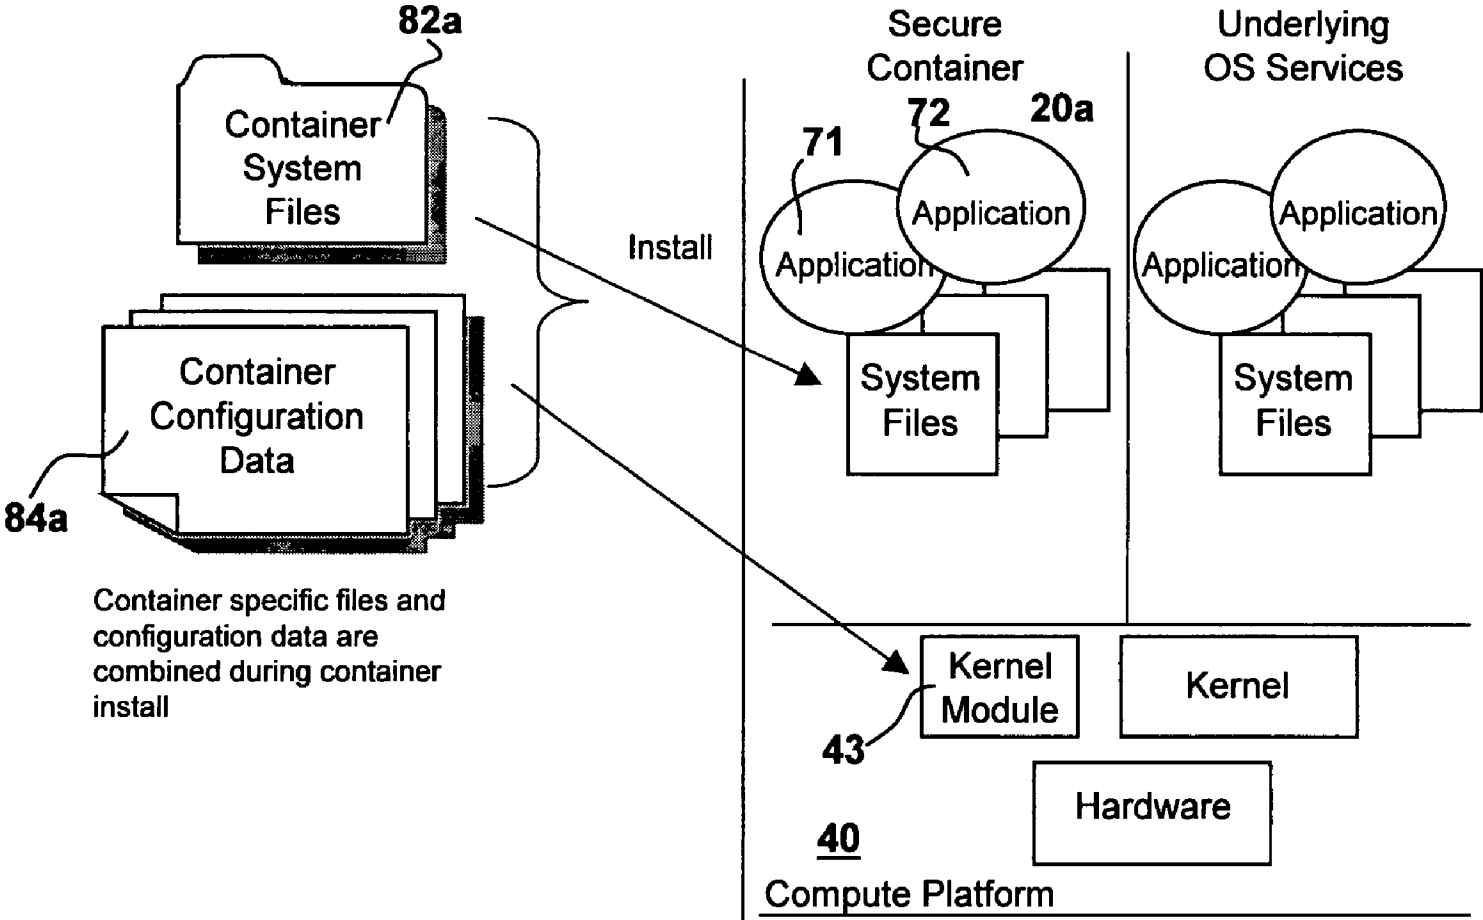 82a
Container
System
Files
Container
Configuration
Data
84a
Container specific files and
configuration data are
combined during container
install
Install
Secure
Container
20a
72
71
Application
Application
System
Files
Underlying
OS Services
Application
Application
System
Files
Kernel
Module
43
Kernel
Hardware
40
Compute Platform